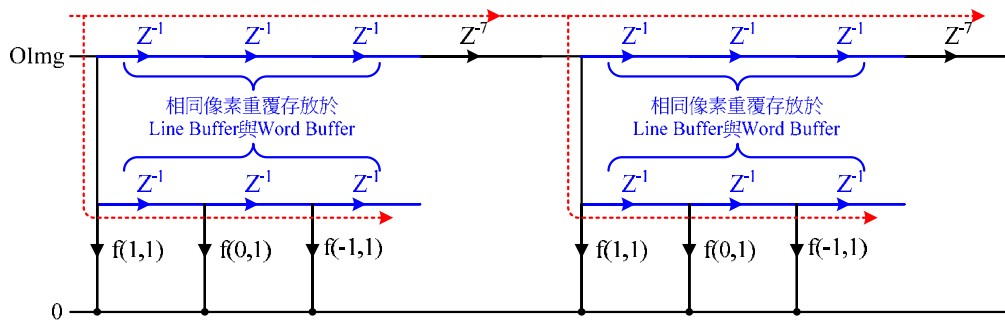 Z-1 Z-1 Z-1 Z-7 Z-1 Z-1 Z-1 Z-7
OImg
相同像素重覆存放於 相同像素重覆存放於
Line Buffer與Word Buffer Line Buffer與Word Buffer
Z-1 Z-1 Z-1 Z-1 Z-1 Z-1
f(1,1) f(0,1) f(-1,1) f(1,1) f(0,1) f(-1,1)
0